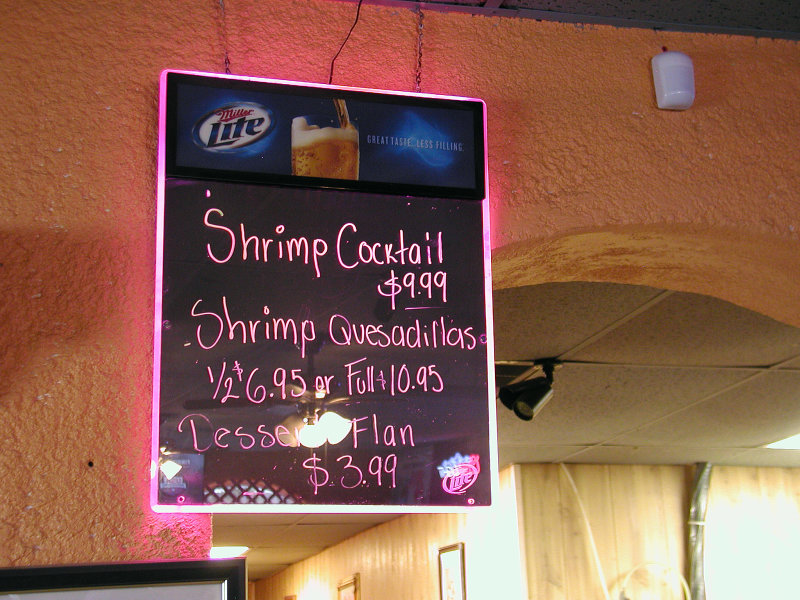 Miller
Lite
GREAT TASTE. LESS FILLING.
Shrimp Cocktail
$9.99
Shrimp Quesadillas
1/2 $6.95 or Full $10.95
Dessert Flan
$3.99
Lite